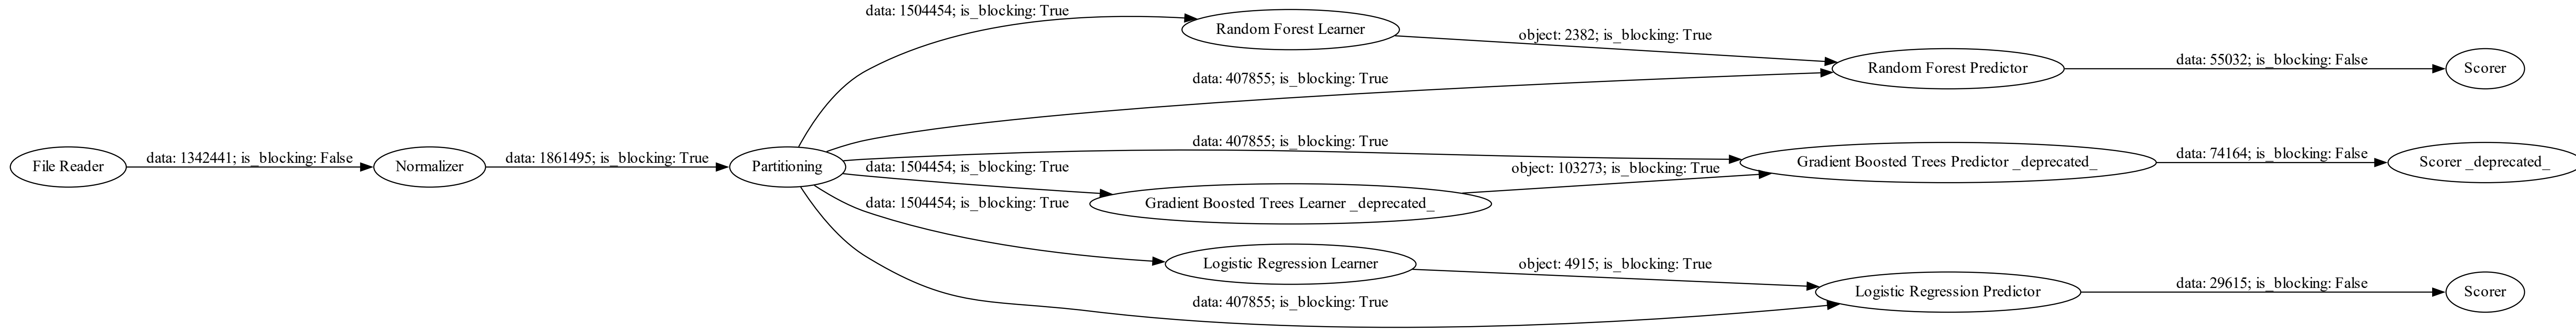 data: 1504454; is_blocking: True
Random Forest Learner
object: 2382; is_blocking: True
data: 407855; is_blocking: True
Random Forest Predictor
data: 55032; is_blocking: False
Scorer
File Reader
data: 1342441; is_blocking: False
Normalizer
data: 1861495; is_blocking: True
Partitioning
data: 407855; is_blocking: True
data: 1504454; is_blocking: True
Gradient Boosted Trees Learner _deprecated_
object: 103273; is_blocking: True
Gradient Boosted Trees Predictor _deprecated_
data: 74164; is_blocking: False
Scorer _deprecated_
data: 1504454; is_blocking: True
Logistic Regression Learner
object: 4915; is_blocking: True
data: 407855; is_blocking: True
Logistic Regression Predictor
data: 29615; is_blocking: False
Scorer